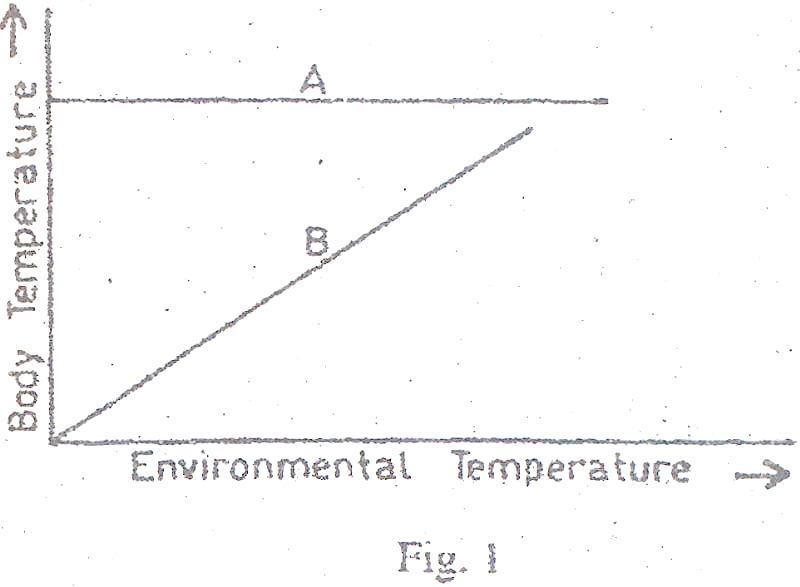 A
B
Body Temperature
Environmental Temperature
Fig. 1